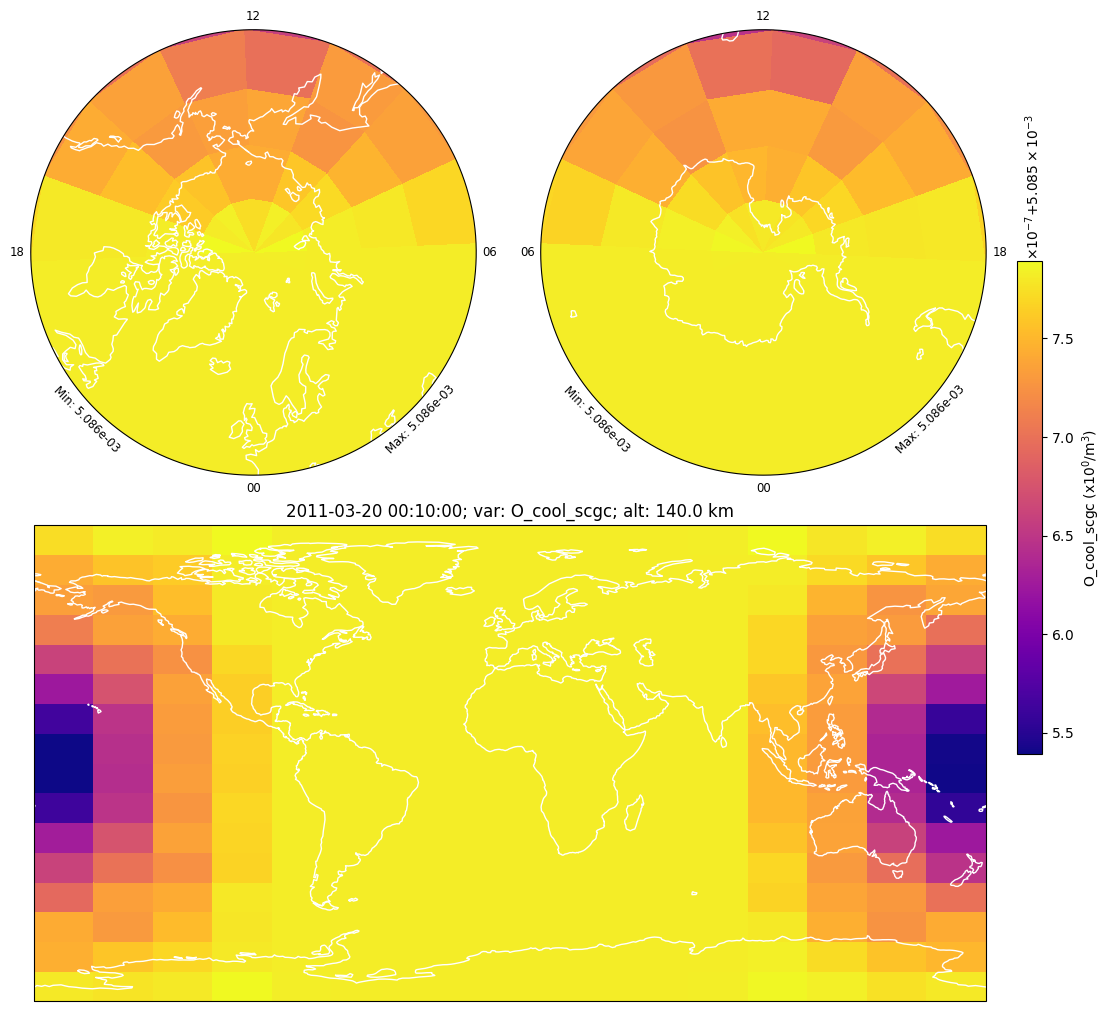 12
12
18
06
06
18
Min: 5.086e-03
Max: 5.086e-03
Min: 5.086e-03
Max: 5.086e-03
00
00
2011-03-20 00:10:00; var: O_cool_scgc; alt: 140.0 km
×10⁻⁷+5.085 × 10⁻³
7.5
7.0
6.5
6.0
5.5
O_cool_scgc (x10⁰/m³)